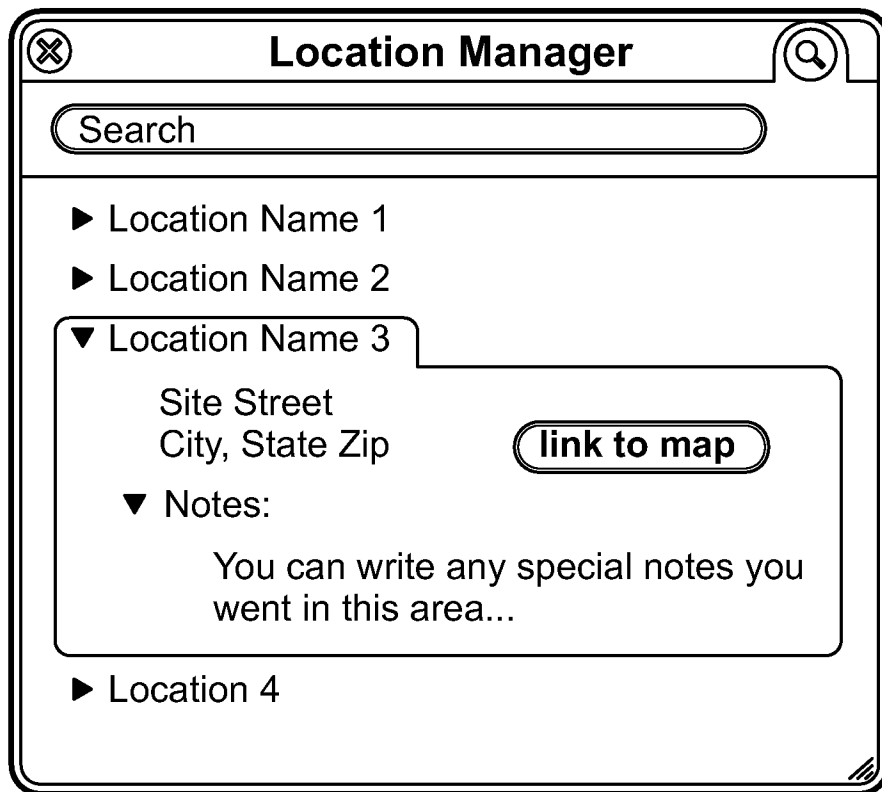 Location Manager
Search
Location Name 1
Location Name 2
Location Name 3
Site Street
City, State Zip
link to map
Notes:
You can write any special notes you
went in this area...
Location 4